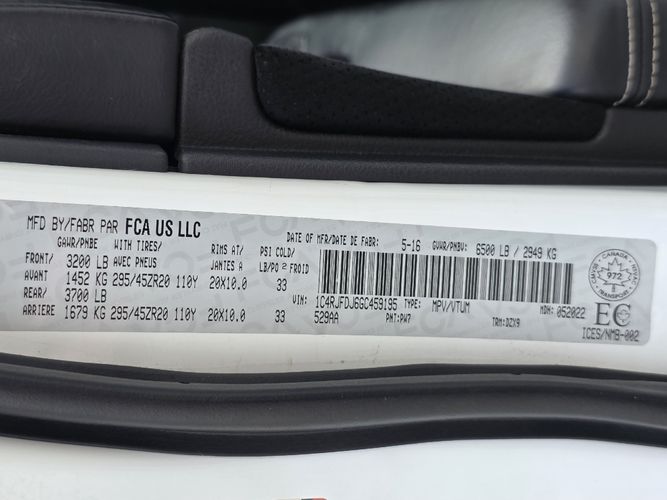 MFD BY/FABR PAR FCA US LLC
DATE OF MFR/DATE DE FABR: 5-16 GVWR/PNBV: 6500 LB / 2949 KG
GAWR/PNBE WITH TIRES/ RIMS AT/ PSI COLD/
FRONT/ 3200 LB AVEC PNEUS JANTES A LB/PO² FROID
AVANT 1452 KG 295/45ZR20 110Y 20X10.0 33
REAR/ 3700 LB
ARRIERE 1679 KG 295/45ZR20 110Y 20X10.0 33
VIN: 1C4RJFDJ6GC459195 TYPE: MPV/VTUM MDH: 052022
529AA PNT: PW7 TRM: DZX9
CANADA
972
TRANSPORT
EC
ICES/NMB-002